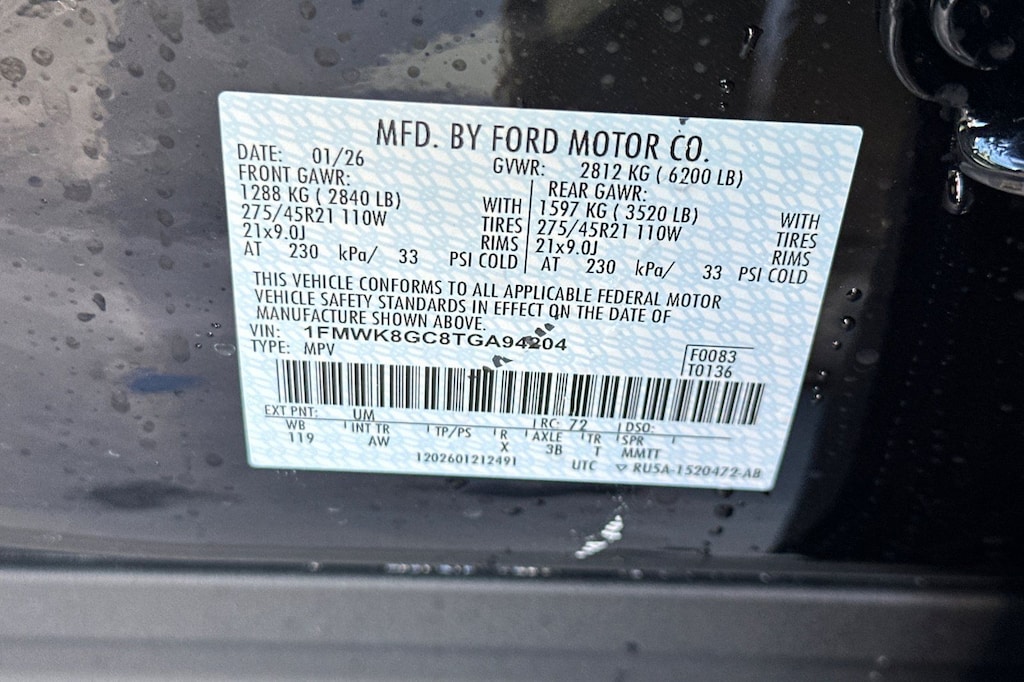 MFD. BY FORD MOTOR CO.
DATE: 01/26 GVWR: 2812 KG ( 6200 LB)
FRONT GAWR: REAR GAWR:
1288 KG ( 2840 LB) WITH 1597 KG ( 3520 LB) WITH
275/45R21 110W TIRES 275/45R21 110W TIRES
21x9.0J RIMS 21x9.0J RIMS
AT 230 kPa/ 33 PSI COLD AT 230 kPa/ 33 PSI COLD
THIS VEHICLE CONFORMS TO ALL APPLICABLE FEDERAL MOTOR
VEHICLE SAFETY STANDARDS IN EFFECT ON THE DATE OF
MANUFACTURE SHOWN ABOVE.
VIN: 1FMWK8GC8TGA94204
TYPE: MPV
F0083
T0136
EXT PNT: UM RC: 72 DSO:
WB INT TR TP/PS R AXLE TR SPR
119 AW X 3B T MMTT
1202601212491 UTC ▽ RU5A-1520472-AB